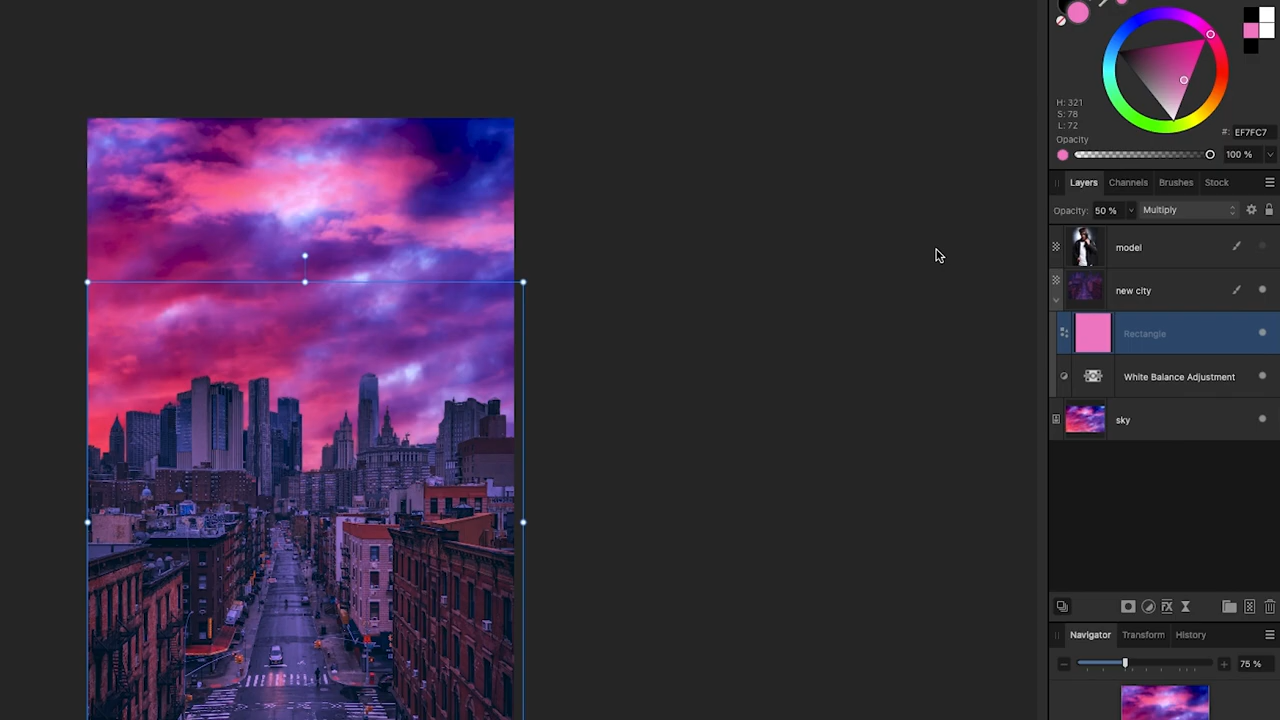 H: 321
S: 78
L: 72
#: EF7FC7
Opacity
100 %
Layers Channels Brushes Stock
Opacity: 50 % Multiply
model
new city
Rectangle
White Balance Adjustment
sky
Navigator Transform History
75 %